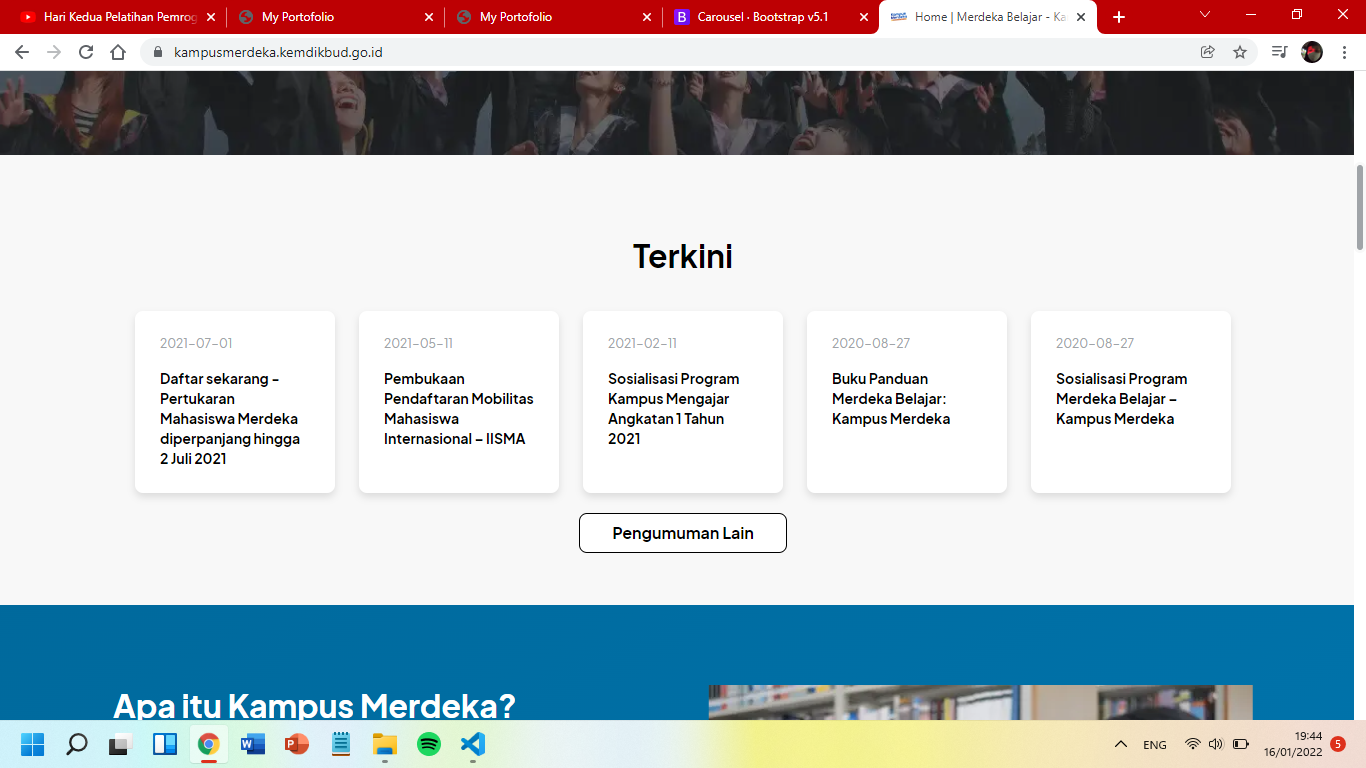 Hari Kedua Pelatihan Pemrog
My Portofolio
My Portofolio
B Carousel · Bootstrap v5.1
Home | Merdeka Belajar - Ka
kampusmerdeka.kemdikbud.go.id
Terkini
2021-07-01
Daftar sekarang -
Pertukaran
Mahasiswa Merdeka
diperpanjang hingga
2 Juli 2021
2021-05-11
Pembukaan
Pendaftaran Mobilitas
Mahasiswa
Internasional – IISMA
2021-02-11
Sosialisasi Program
Kampus Mengajar
Angkatan 1 Tahun
2021
2020-08-27
Buku Panduan
Merdeka Belajar:
Kampus Merdeka
2020-08-27
Sosialisasi Program
Merdeka Belajar –
Kampus Merdeka
Pengumuman Lain
Apa itu Kampus Merdeka?
W
P
ENG
19:44
16/01/2022
5